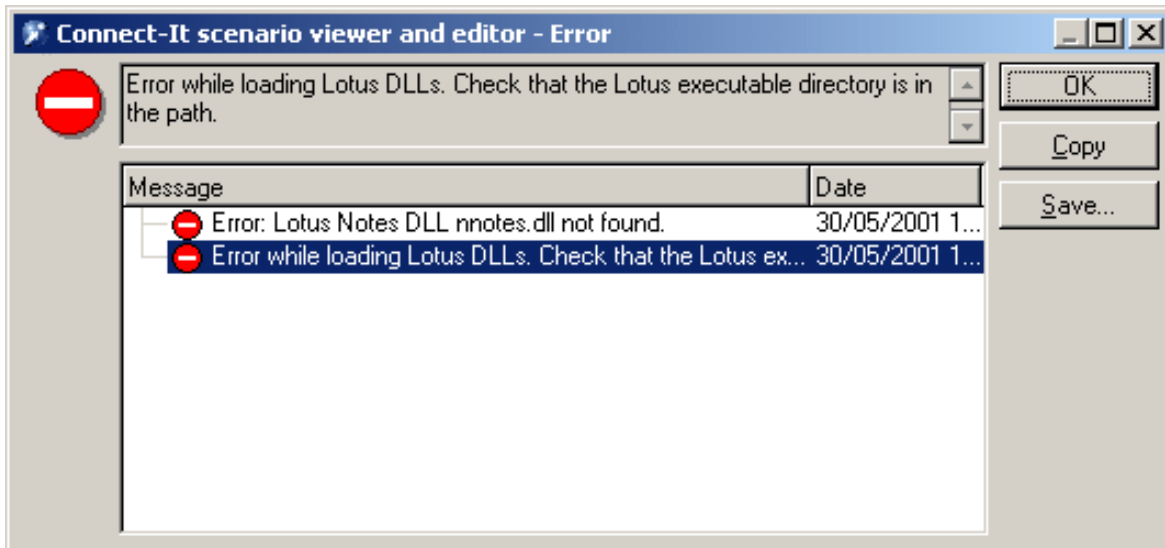 Connect-It scenario viewer and editor - Error
Error while loading Lotus DLLs. Check that the Lotus executable directory is in
the path.
OK
Copy
Save...
Message Date
Error: Lotus Notes DLL nnotes.dll not found. 30/05/2001 1...
Error while loading Lotus DLLs. Check that the Lotus ex... 30/05/2001 1...